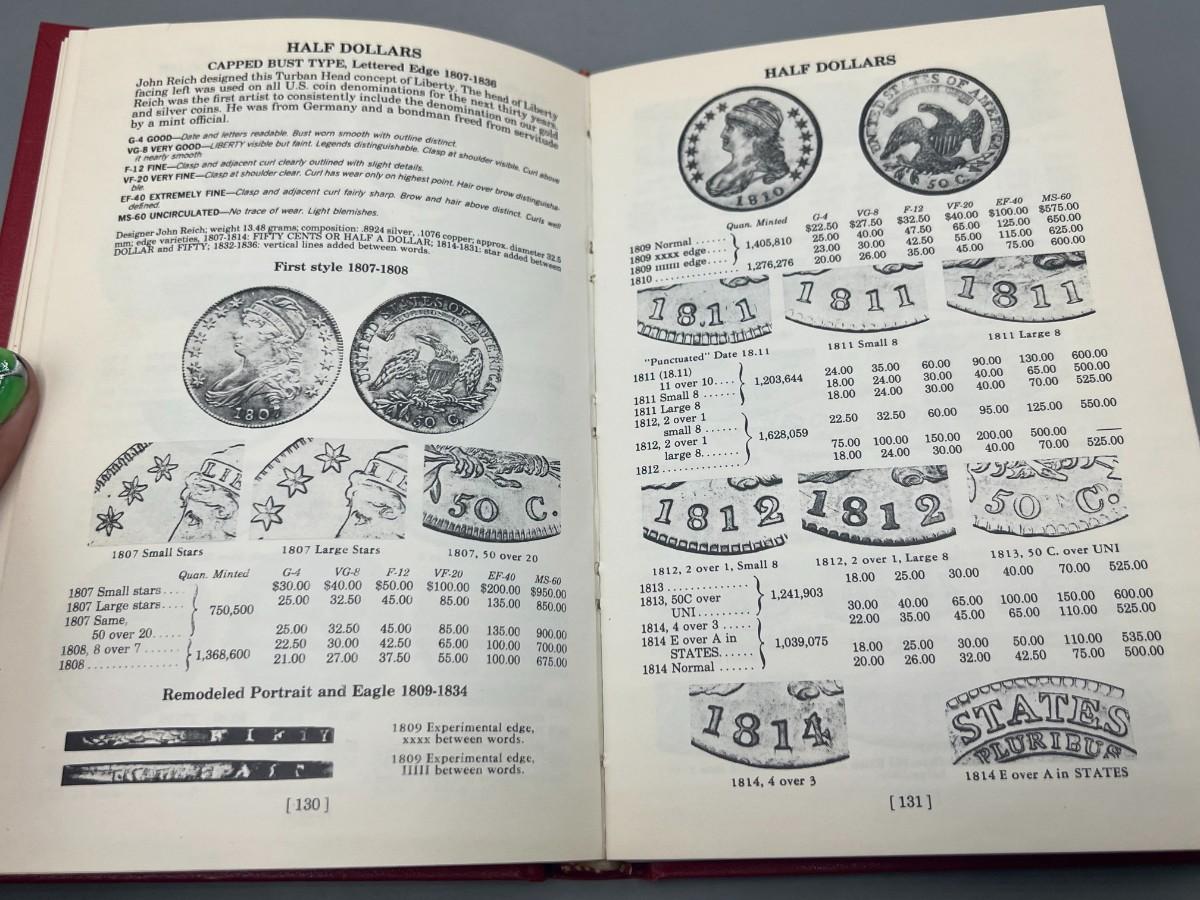 HALF DOLLARS
CAPPED BUST TYPE, Lettered Edge 1807-1836
John Reich designed this Turban Head concept of Liberty. The head of Liberty
facing left was used on all U.S. coin denominations for the next thirty years.
Reich was the first artist to consistently include the denomination on our gold
and silver coins. He was from Germany and a bondman freed from servitude
by a mint official.
G-4 GOOD—Date and letters readable. Bust worn smooth with outline distinct.
VG-8 VERY GOOD—LIBERTY visible but faint. Legends distinguishable. Clasp at shoulder visible. Curl above
it nearly smooth
F-12 FINE—Clasp and adjacent curl clearly outlined with slight details.
VF-20 VERY FINE—Clasp at shoulder clear. Curl has wear only on highest point. Hair over brow distinguisha-
ble.
EF-40 EXTREMELY FINE—Clasp and adjacent curl fairly sharp. Brow and hair above distinct. Curls well
defined.
MS-60 UNCIRCULATED—No trace of wear. Light blemishes.
Designer John Reich; weight 13.48 grams; composition: .8924 silver, .1076 copper; approx. diameter 32.5
mm; edge varieties, 1807-1814: FIFTY CENTS OR HALF A DOLLAR; 1814-1831: star added between
DOLLAR and FIFTY; 1832-1836: vertical lines added between words.
First style 1807-1808
UNITED STATES OF AMERICA
1807
50 C.
LIB
LIE
50 C.
1807 Small Stars
1807 Large Stars
1807, 50 over 20
Quan. Minted G-4 VG-8 F-12 VF-20 EF-40 MS-60
1807 Small stars .... $30.00 $40.00 $50.00 $100.00 $200.00 $950.00
1807 Large stars .... 25.00 32.50 45.00 85.00 135.00 850.00
1807 Same, 750,500
50 over 20 ..... 25.00 32.50 45.00 85.00 135.00 900.00
1808, 8 over 7 ...... 1,368,600 22.50 30.00 42.50 65.00 100.00 700.00
1808 ............... 21.00 27.00 37.50 55.00 100.00 675.00
Remodeled Portrait and Eagle 1809-1834
FIFTY
1809 Experimental edge,
xxxx between words.
1809 Experimental edge,
IIIII between words.
[ 130 ]
HALF DOLLARS
UNITED STATES OF AMERICA
1810
50 C.
Quan. Minted G-4 VG-8 F-12 VF-20 EF-40 MS-60
1809 Normal ...... $22.50 $27.50 $32.50 $40.00 $100.00 $575.00
1809 xxxx edge ... 1,405,810 25.00 40.00 47.50 65.00 125.00 650.00
1809 IIIIII edge .... 23.00 30.00 42.50 55.00 115.00 625.00
1810 .............. 1,276,276 20.00 26.00 35.00 45.00 75.00 600.00
18.11
1811
1811
"Punctuated" Date 18.11
1811 Small 8
1811 Large 8
1811 (18.11)
11 over 10 .... 24.00 35.00 60.00 90.00 130.00 600.00
1811 Small 8 1,203,644 18.00 24.00 30.00 40.00 65.00 500.00
1811 Large 8 18.00 24.00 30.00 40.00 70.00 525.00
1812, 2 over 1
small 8 ...... 22.50 32.50 60.00 95.00 125.00 550.00
1812, 2 over 1 1,628,059
large 8 ....... 75.00 100.00 150.00 200.00 500.00 ——
1812 ............. 18.00 24.00 30.00 40.00 70.00 525.00
1812
1812
50 C.
1812, 2 over 1, Small 8
1812, 2 over 1, Large 8
1813, 50 C. over UNI
1813 ............ 18.00 25.00 30.00 40.00 70.00 525.00
1813, 50C over 1,241,903
UNI ......... 30.00 40.00 65.00 100.00 150.00 600.00
1814, 4 over 3 ..... 22.00 35.00 45.00 65.00 110.00 525.00
1814 E over A in 1,039,075
STATES ...... 18.00 25.00 30.00 50.00 110.00 535.00
1814 Normal ...... 20.00 26.00 32.00 42.50 75.00 500.00
1814
STATES
PLURIBUS
1814, 4 over 3
1814 E over A in STATES
[ 131 ]